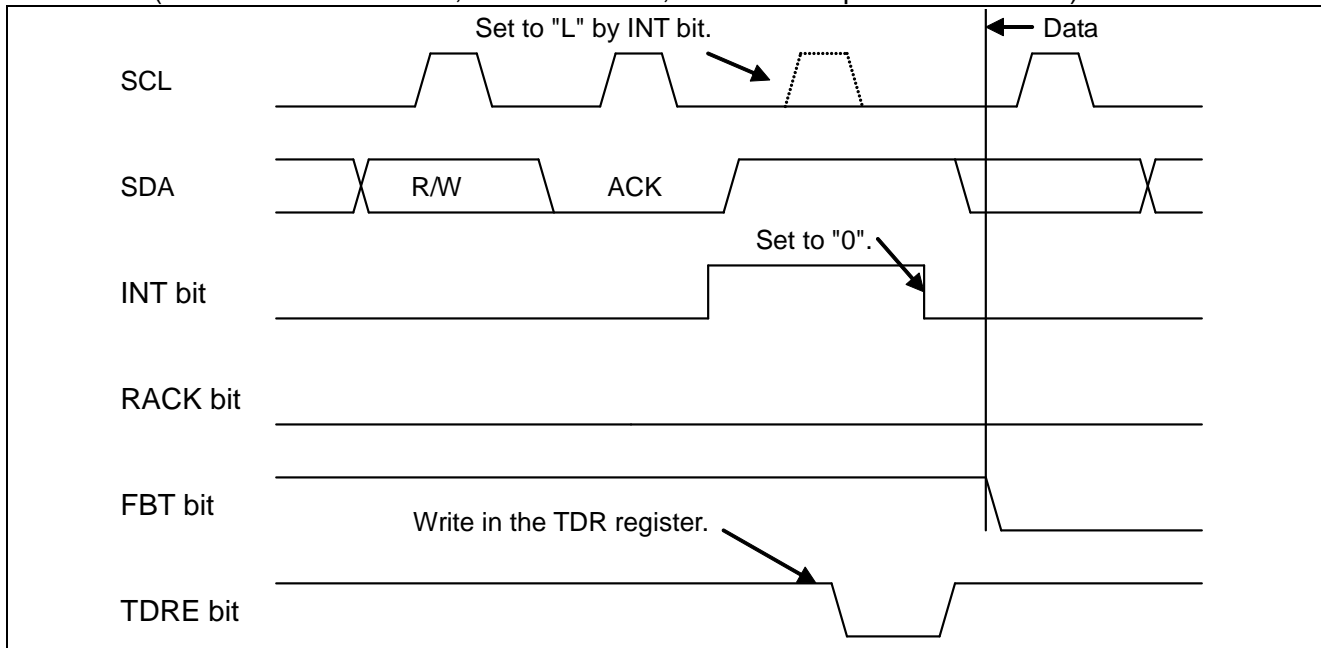 Set to "L" by INT bit.
Data
SCL
SDA
R/W
ACK
Set to "0".
INT bit
RACK bit
FBT bit
Write in the TDR register.
TDRE bit